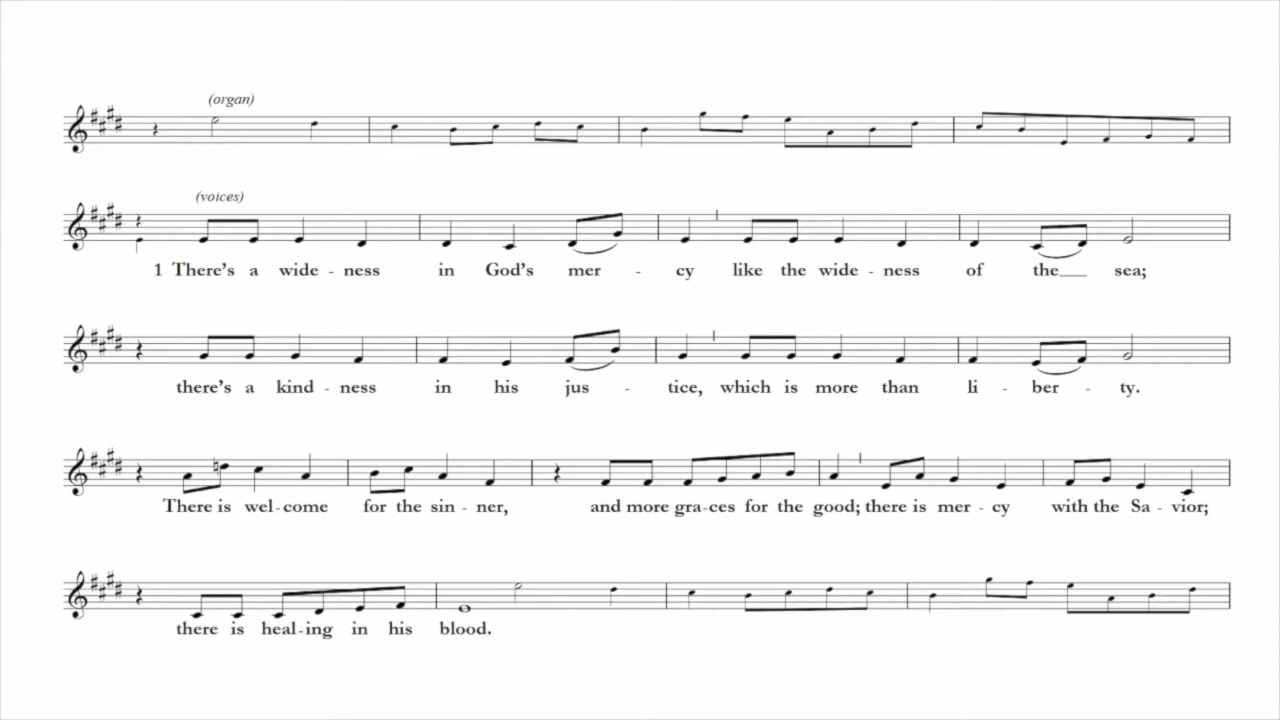 (organ)
(voices)
1 There's a wide - ness in God's mer - cy like the wide - ness of the__ sea;
there's a kind - ness in his jus - tice, which is more than li - ber - ty.
There is wel - come for the sin - ner, and more gra - ces for the good; there is mer - cy with the Sa - vior;
there is heal - ing in his blood.